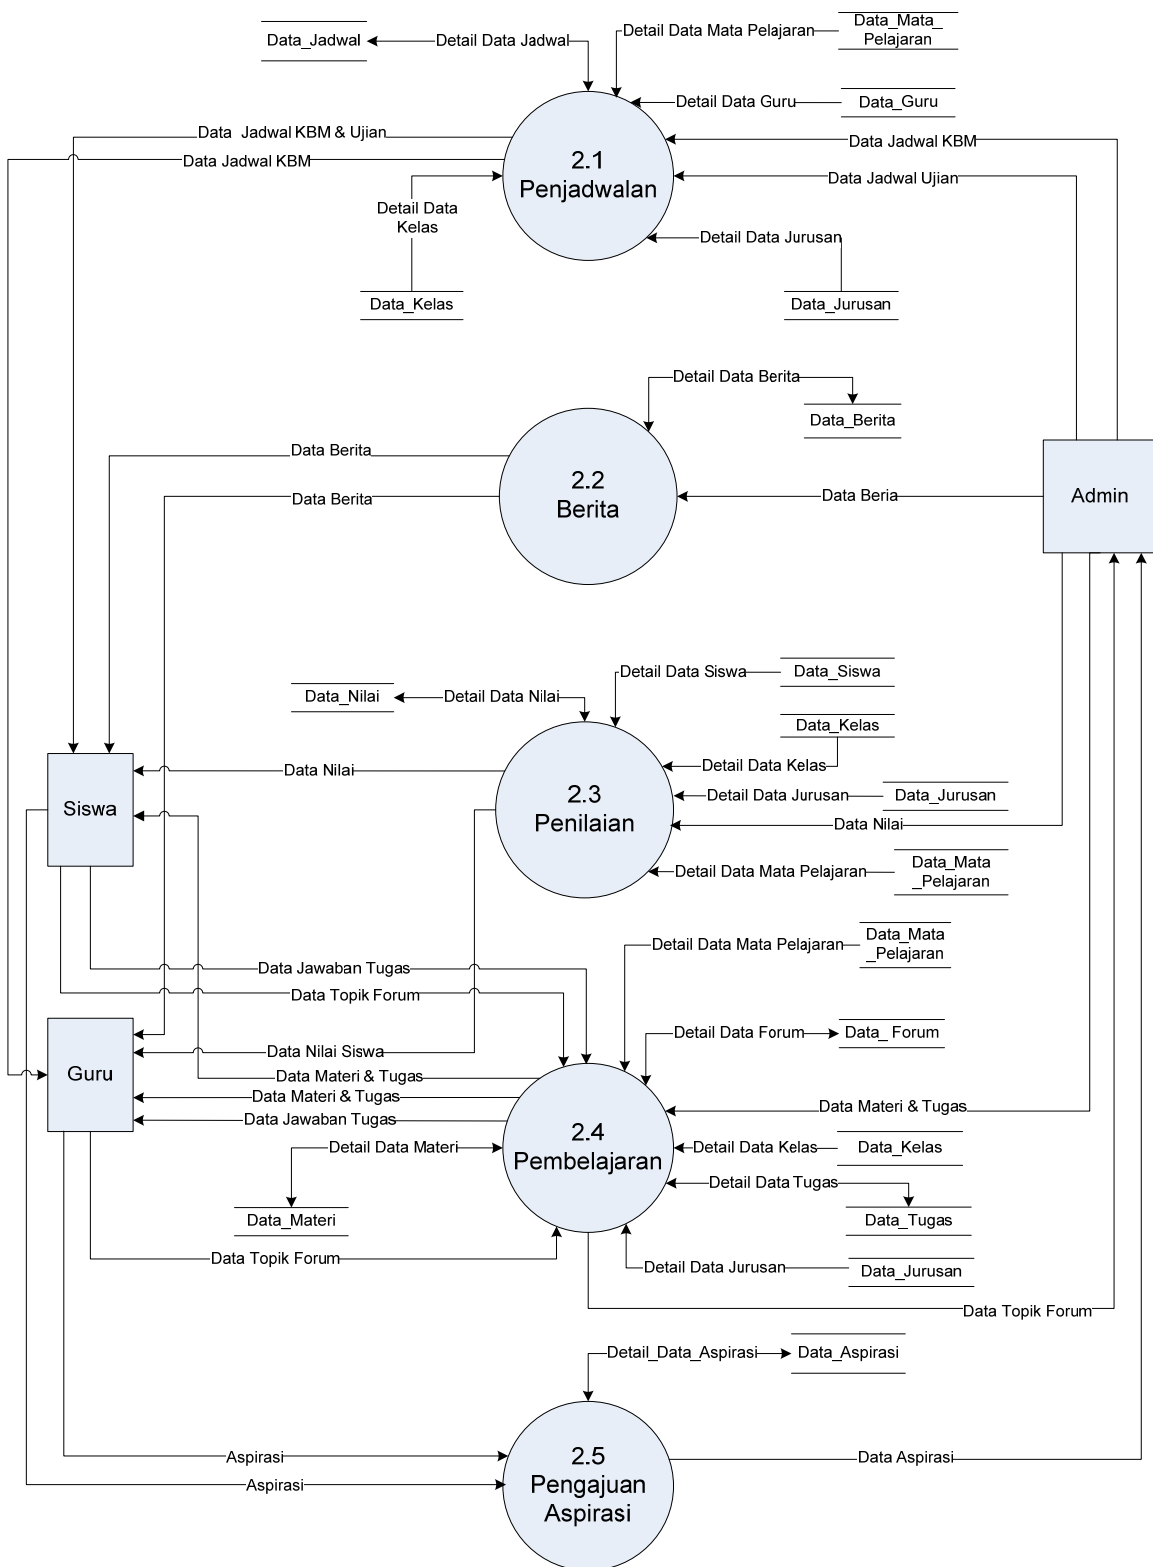 Data_Jadwal
Detail Data Jadwal
Detail Data Mata Pelajaran
Data_Mata_
Pelajaran
Detail Data Guru
Data_Guru
Data  Jadwal KBM & Ujian
Data Jadwal KBM
2.1
Penjadwalan
Data Jadwal KBM
Data Jadwal Ujian
Detail Data
Kelas
Detail Data Jurusan
Data_Kelas
Data_Jurusan
Detail Data Berita
Data_Berita
Data Berita
Data Berita
2.2
Berita
Data Beria
Admin
Detail Data Siswa
Data_Siswa
Data_Nilai
Detail Data Nilai
Data_Kelas
Detail Data Kelas
Data Nilai
2.3
Penilaian
Detail Data Jurusan
Data_Jurusan
Data Nilai
Siswa
Detail Data Mata Pelajaran
Data_Mata
_Pelajaran
Detail Data Mata Pelajaran
Data_Mata
_Pelajaran
Data Jawaban Tugas
Data Topik Forum
Detail Data Forum
Data_ Forum
Data Nilai Siswa
Guru
Data Materi & Tugas
Data Materi & Tugas
Data Jawaban Tugas
Data Materi & Tugas
2.4
Pembelajaran
Detail Data Materi
Detail Data Kelas
Data_Kelas
Detail Data Tugas
Data_Materi
Data_Tugas
Data Topik Forum
Detail Data Jurusan
Data_Jurusan
Data Topik Forum
Detail_Data_Aspirasi
Data_Aspirasi
Aspirasi
Aspirasi
2.5
Pengajuan
Aspirasi
Data Aspirasi